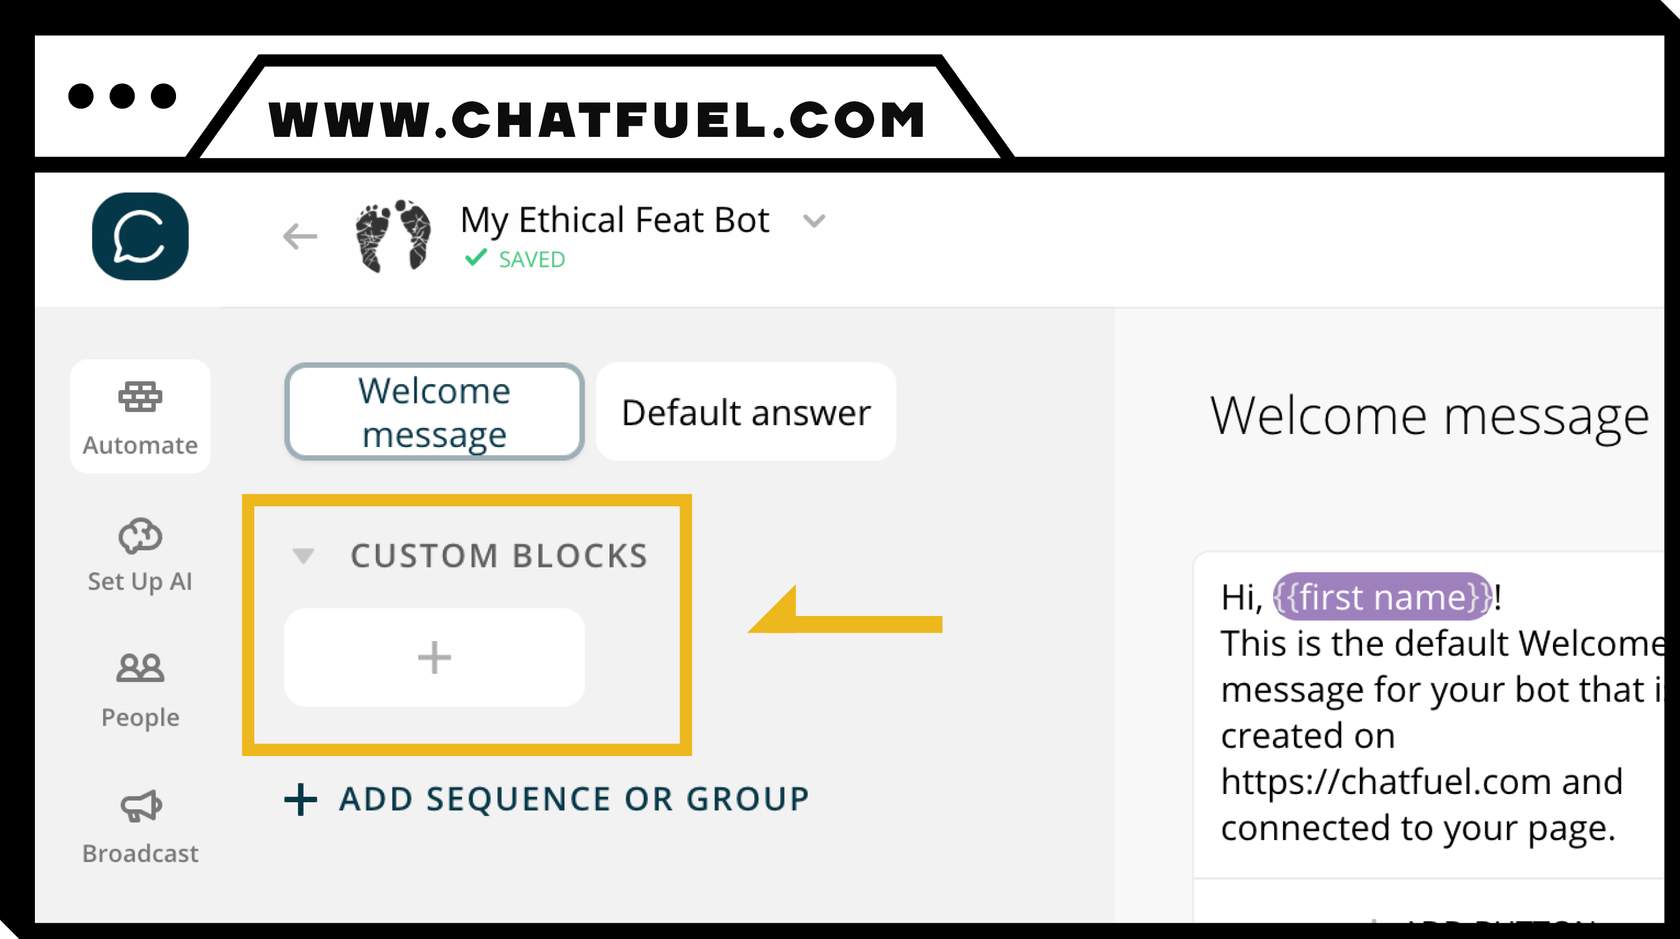 WWW.CHATFUEL.COM
My Ethical Feat Bot
SAVED
Automate
Set Up AI
People
Broadcast
Welcome
message
Default answer
CUSTOM BLOCKS
+
+ ADD SEQUENCE OR GROUP
Welcome message
Hi, {{first name}}!
This is the default Welcome
message for your bot that
created on
https://chatfuel.com and
connected to your page.